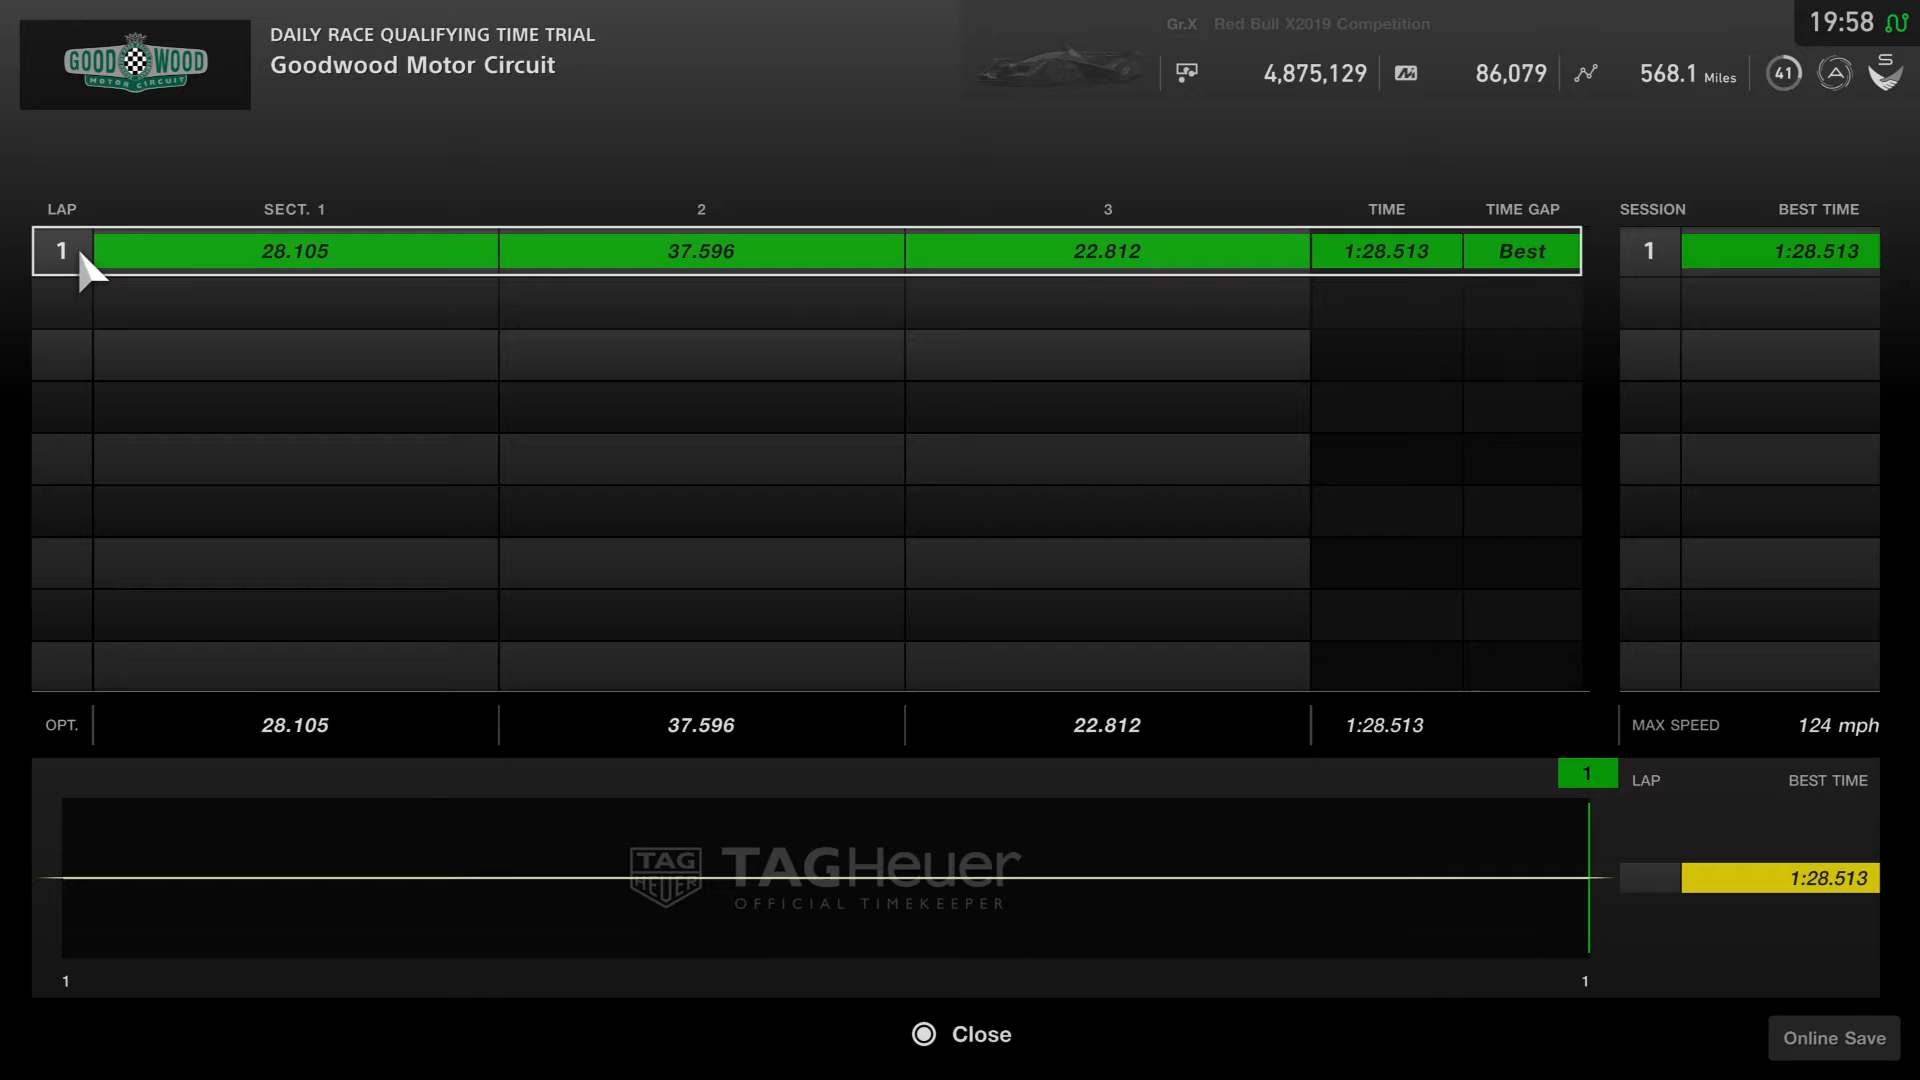 GOODWOOD
MOTOR CIRCUIT
DAILY RACE QUALIFYING TIME TRIAL
Goodwood Motor Circuit
Gr.X Red Bull X2019 Competition
19:58
4,875,129 86,079 568.1 Miles 41 A S
LAP SECT. 1 2 3 TIME TIME GAP SESSION BEST TIME
1 28.105 37.596 22.812 1:28.513 Best 1 1:28.513
OPT. 28.105 37.596 22.812 1:28.513 MAX SPEED 124 mph
1 LAP BEST TIME
TAG HEUER TAGHeuer
OFFICIAL TIMEKEEPER
1:28.513
1 1
Close
Online Save